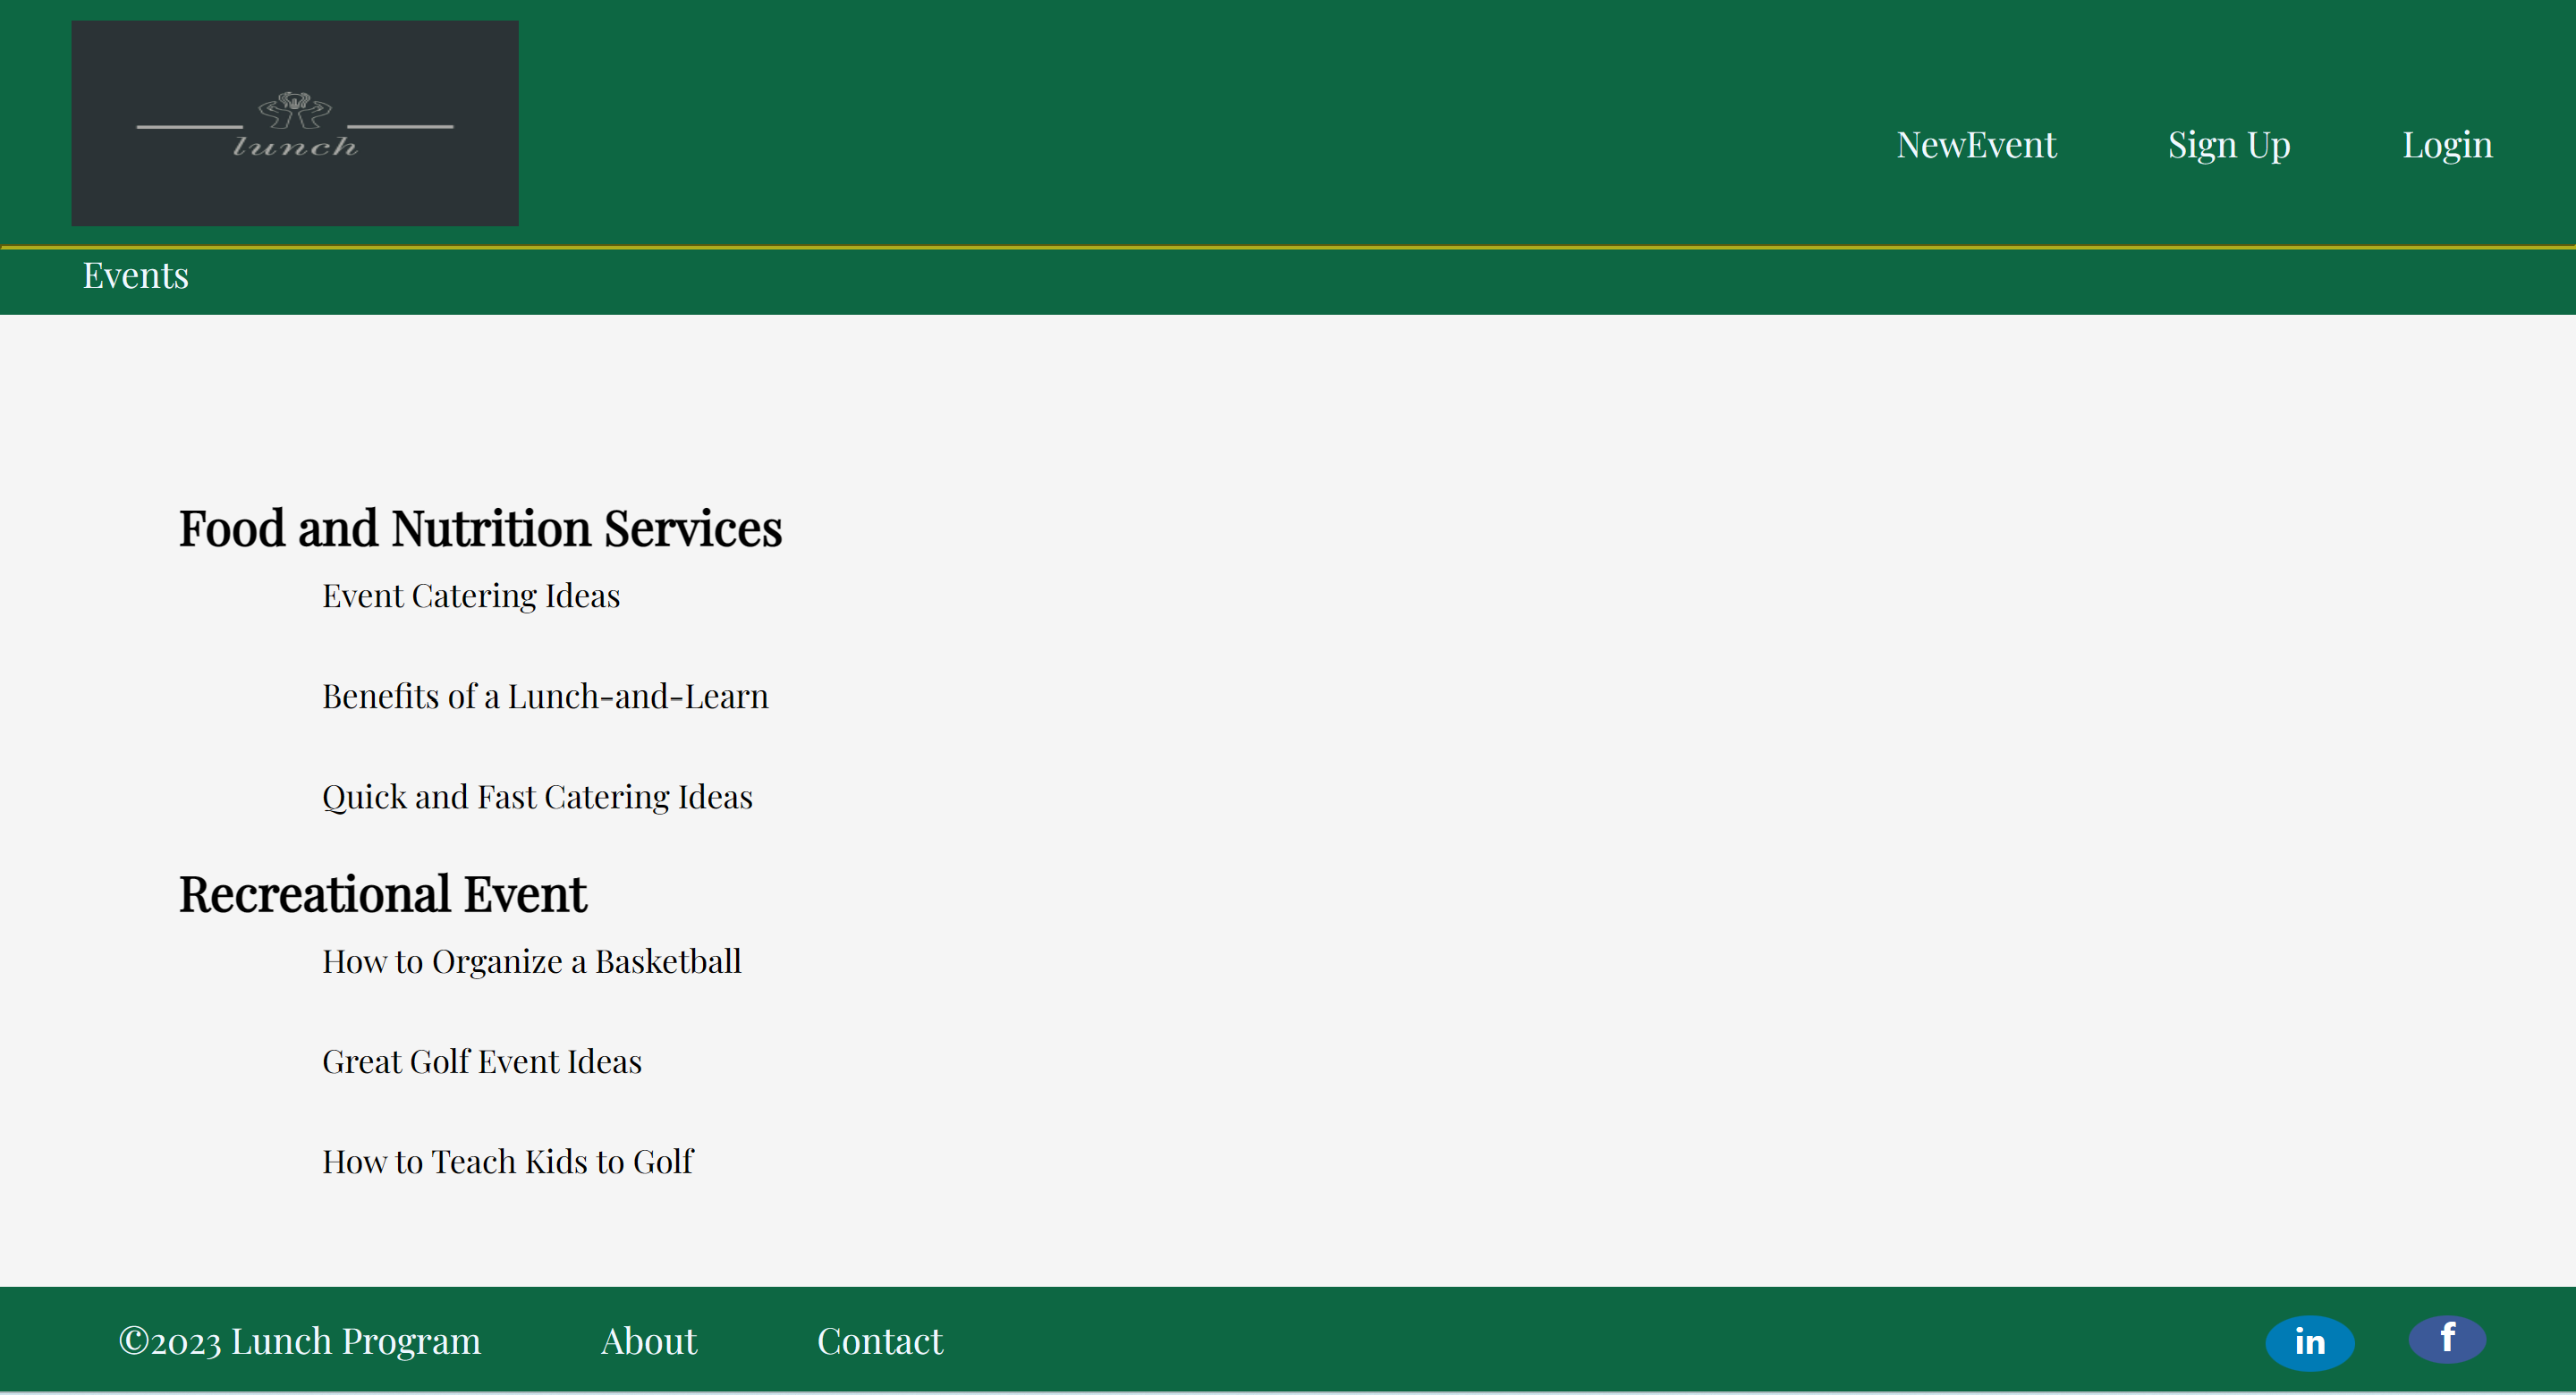 lunch
NewEvent Sign Up Login
Events
Food and Nutrition Services
Event Catering Ideas
Benefits of a Lunch-and-Learn
Quick and Fast Catering Ideas
Recreational Event
How to Organize a Basketball
Great Golf Event Ideas
How to Teach Kids to Golf
©2023 Lunch Program About Contact in f